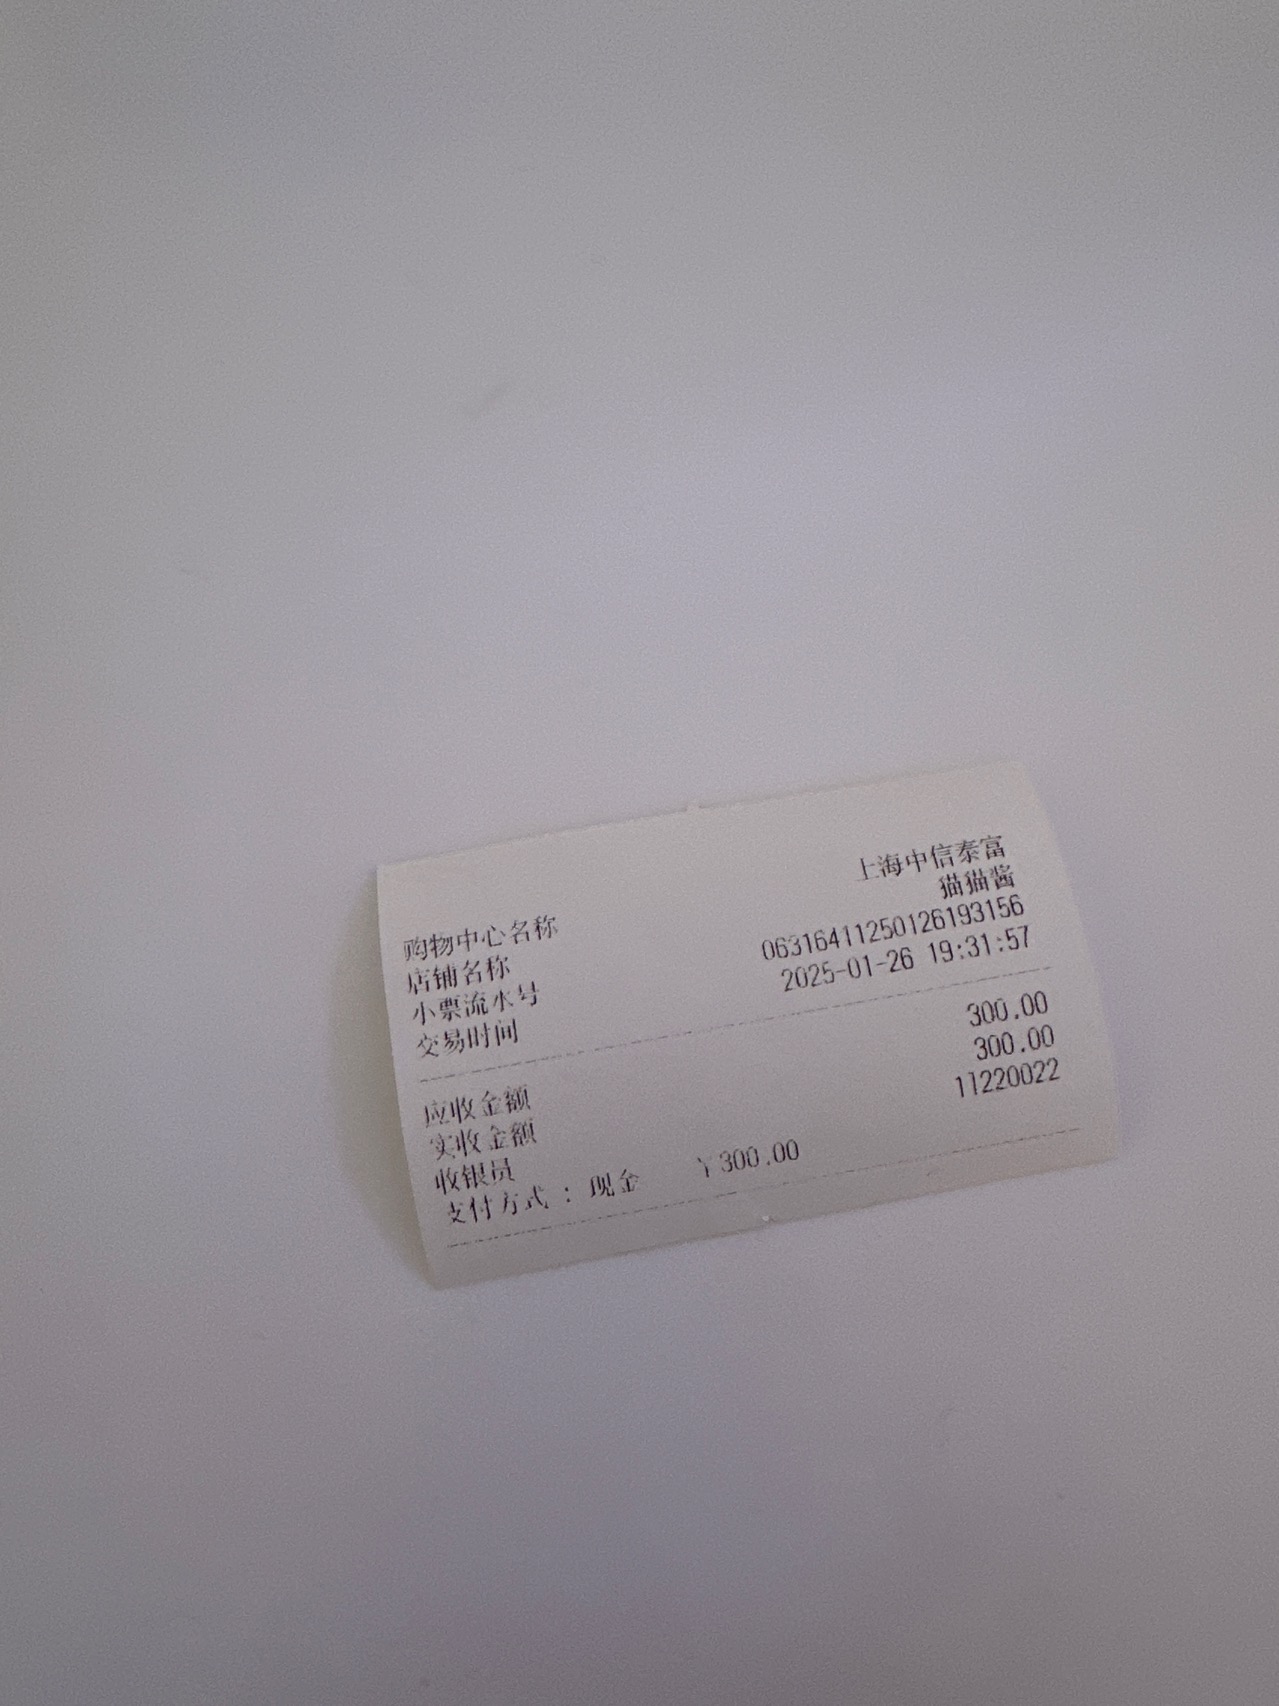 购物中心名称 上海中信泰富
店铺名称 猫猫酱
小票流水号 06316411250126193156
交易时间 2025-01-26 19:31:57
应收金额 300.00
实收金额 300.00
收银员 11220022
支付方式 : 现金 ¥300.00